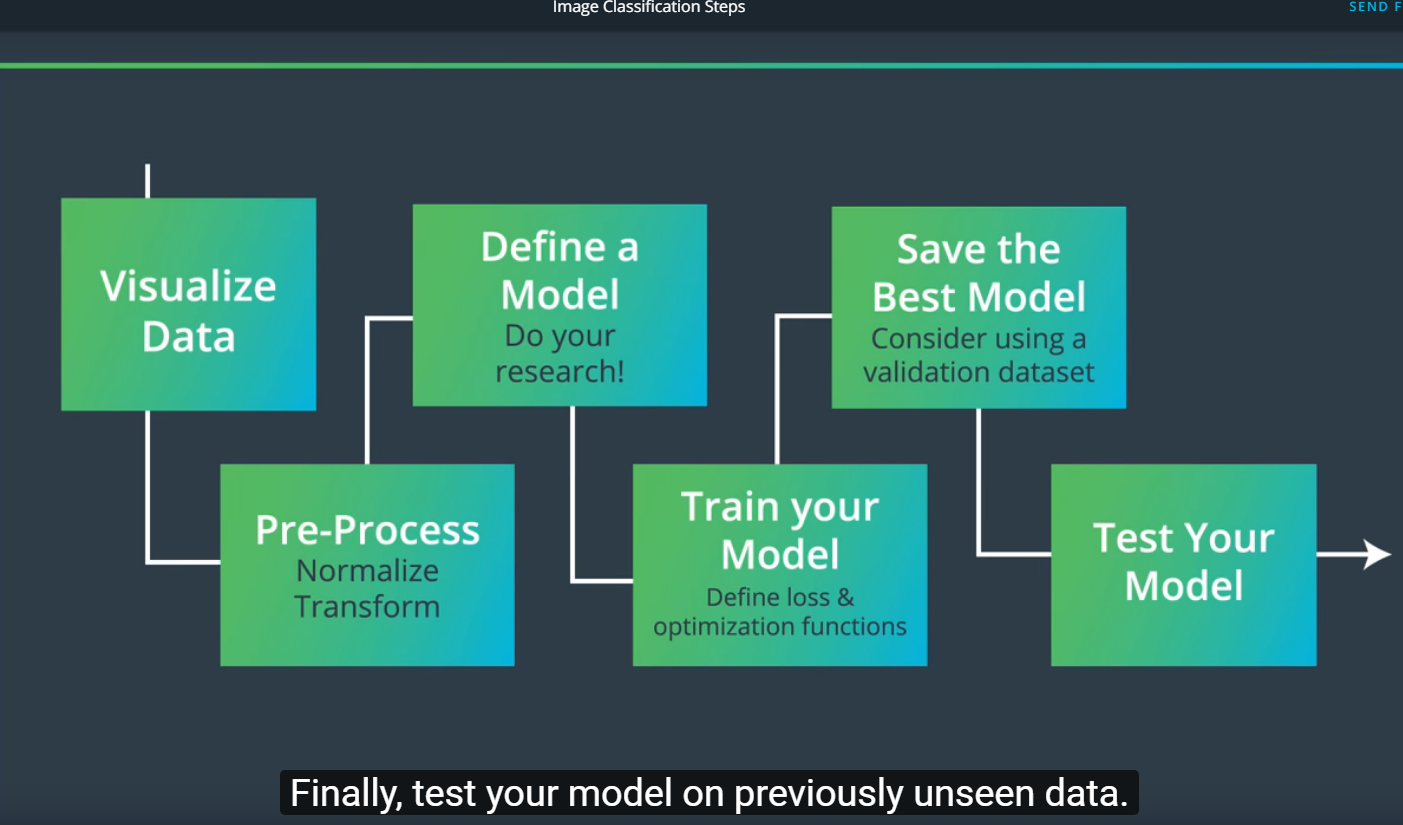 Image Classification Steps
SEND F
Visualize
Data
Pre-Process
Normalize
Transform
Define a
Model
Do your
research!
Train your
Model
Define loss &
optimization functions
Save the
Best Model
Consider using a
validation dataset
Test Your
Model
Finally, test your model on previously unseen data.